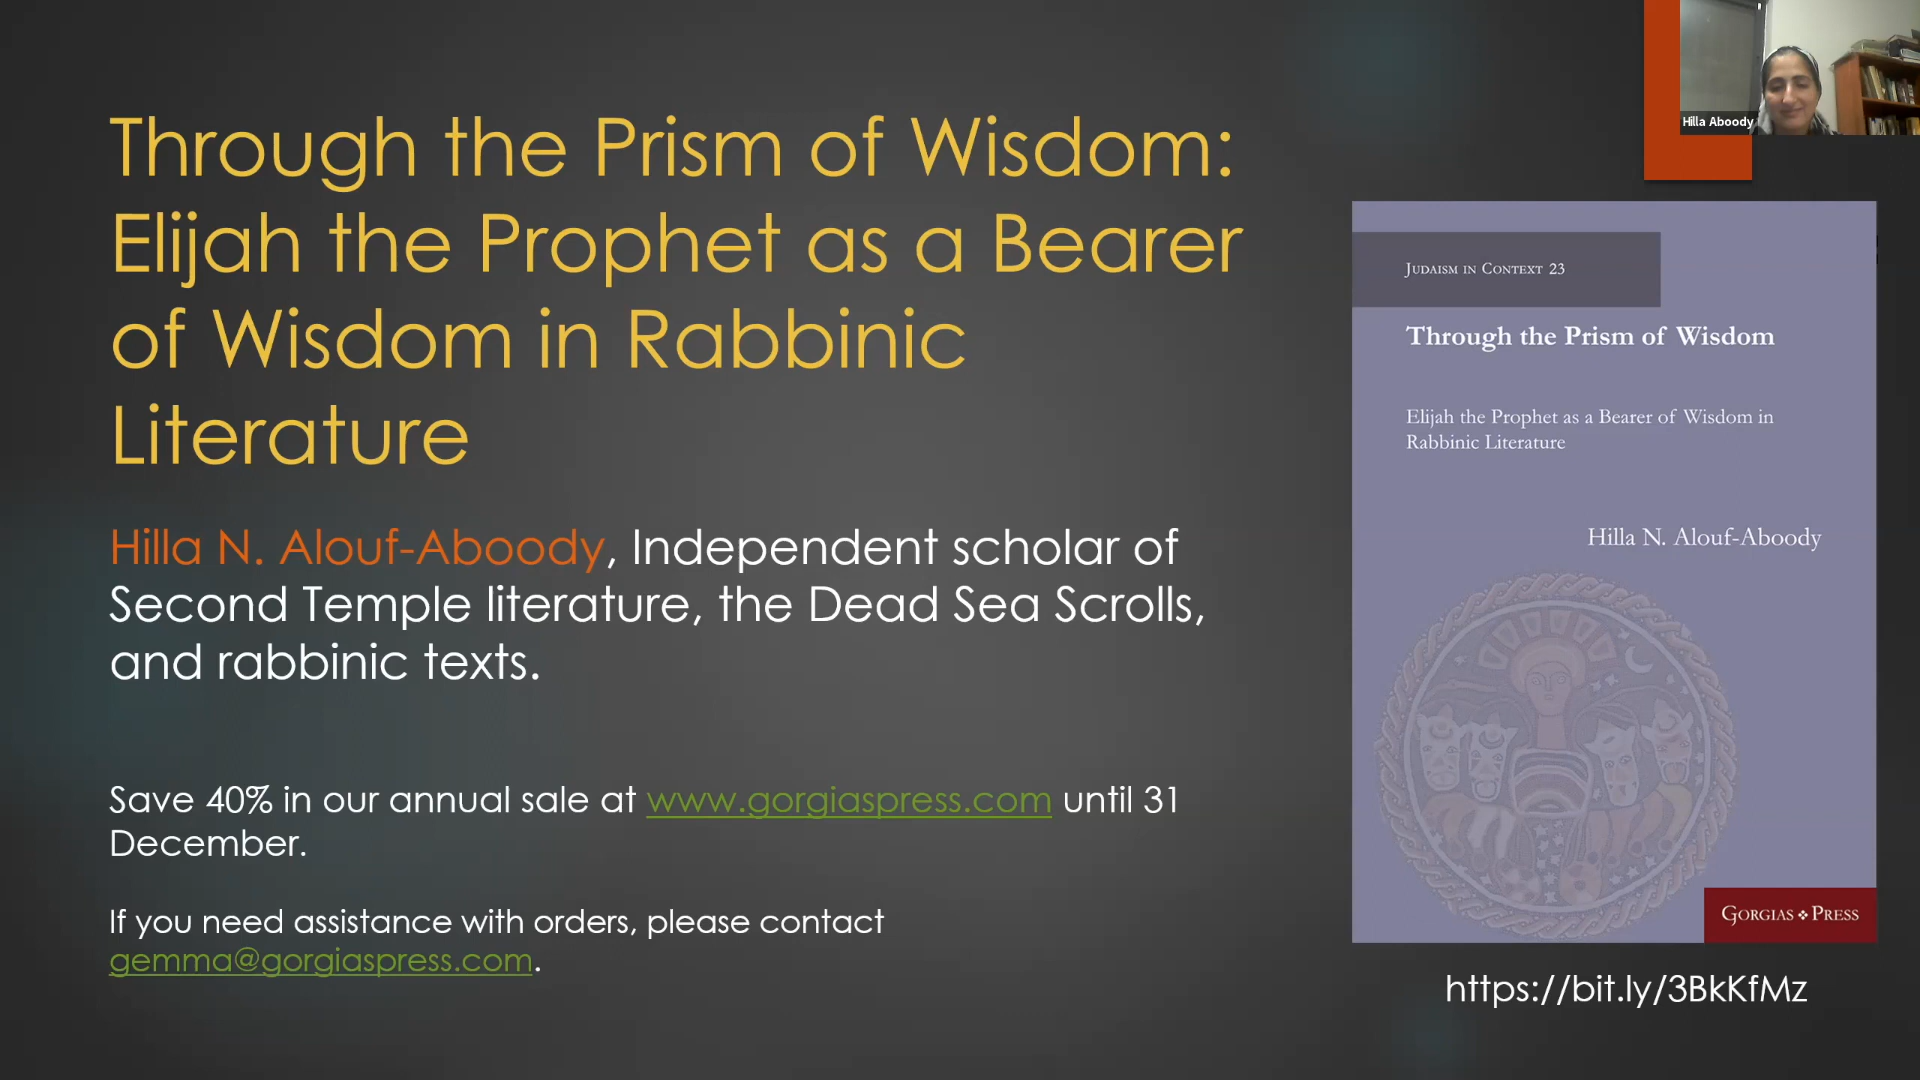 Through the Prism of Wisdom:
Elijah the Prophet as a Bearer
of Wisdom in Rabbinic
Literature
Hilla N. Alouf-Aboody, Independent scholar of
Second Temple literature, the Dead Sea Scrolls,
and rabbinic texts.
Save 40% in our annual sale at www.gorgiaspress.com until 31
December.
If you need assistance with orders, please contact
gemma@gorgiaspress.com.
Hilla Aboody
Judaism in Context 23
Through the Prism of Wisdom
Elijah the Prophet as a Bearer of Wisdom in
Rabbinic Literature
Hilla N. Alouf-Aboody
Gorgias Press
https://bit.ly/3BkKfMz